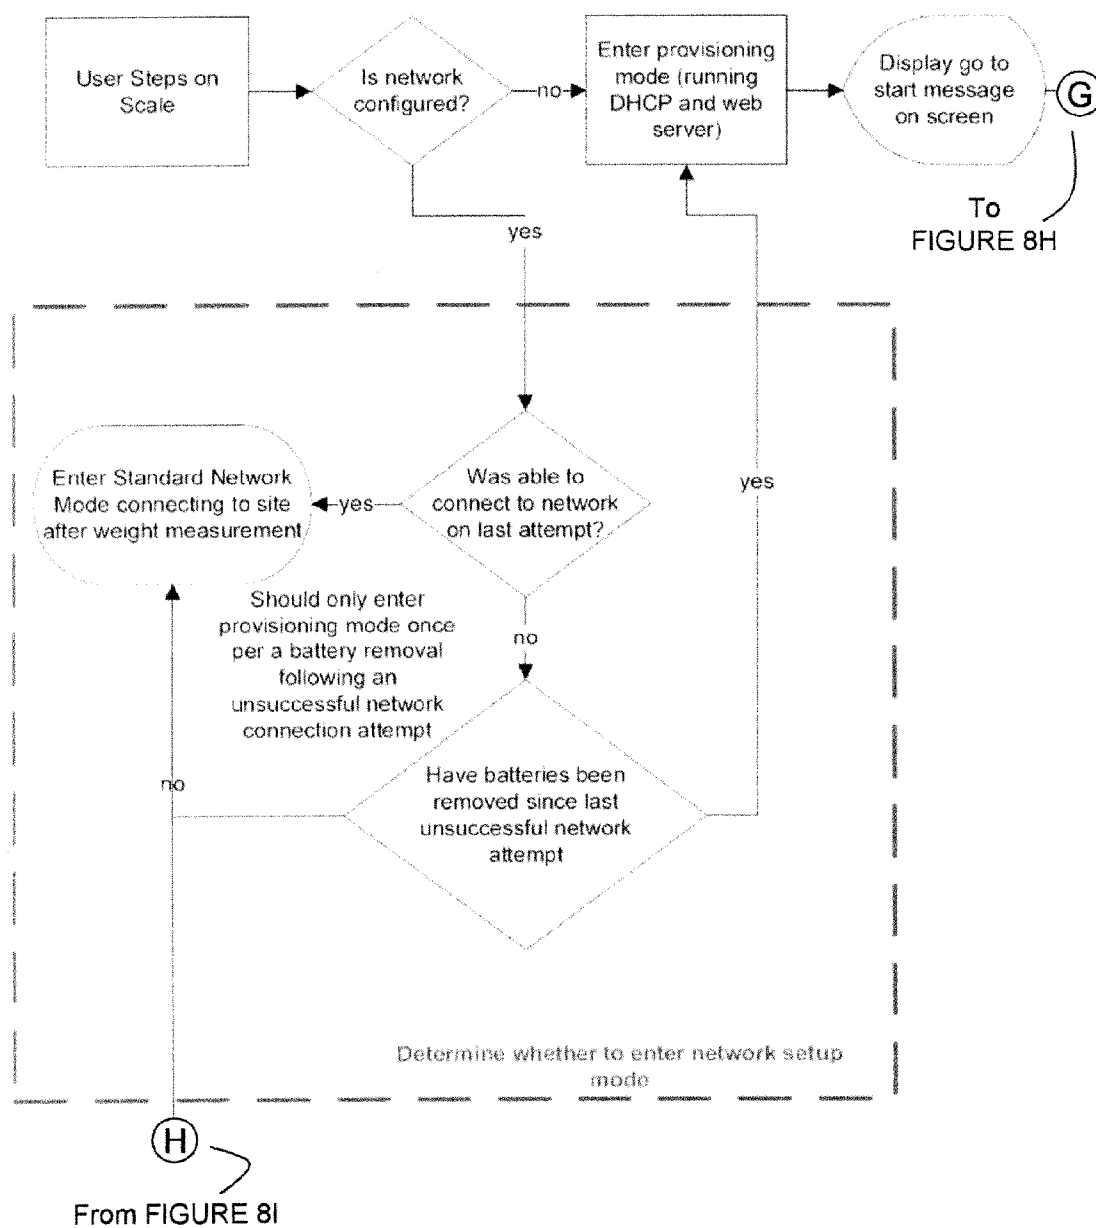 User Steps on
Scale
Is network
configured?
no
Enter provisioning
mode (running
DHCP and web
server)
Display go to
start message
on screen
G
To
FIGURE 8H
yes
Enter Standard Network
Mode connecting to site
after weight measurement
yes
Was able to
connect to network
on last attempt?
yes
Should only enter
provisioning mode once
per a battery removal
following an
unsuccessful network
connection attempt
no
no
Have batteries been
removed since last
unsuccessful network
attempt
Determine whether to enter network setup
mode
H
From FIGURE 8I